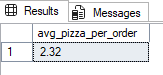 Results Messages
avg_pizza_per_order
1 2.32